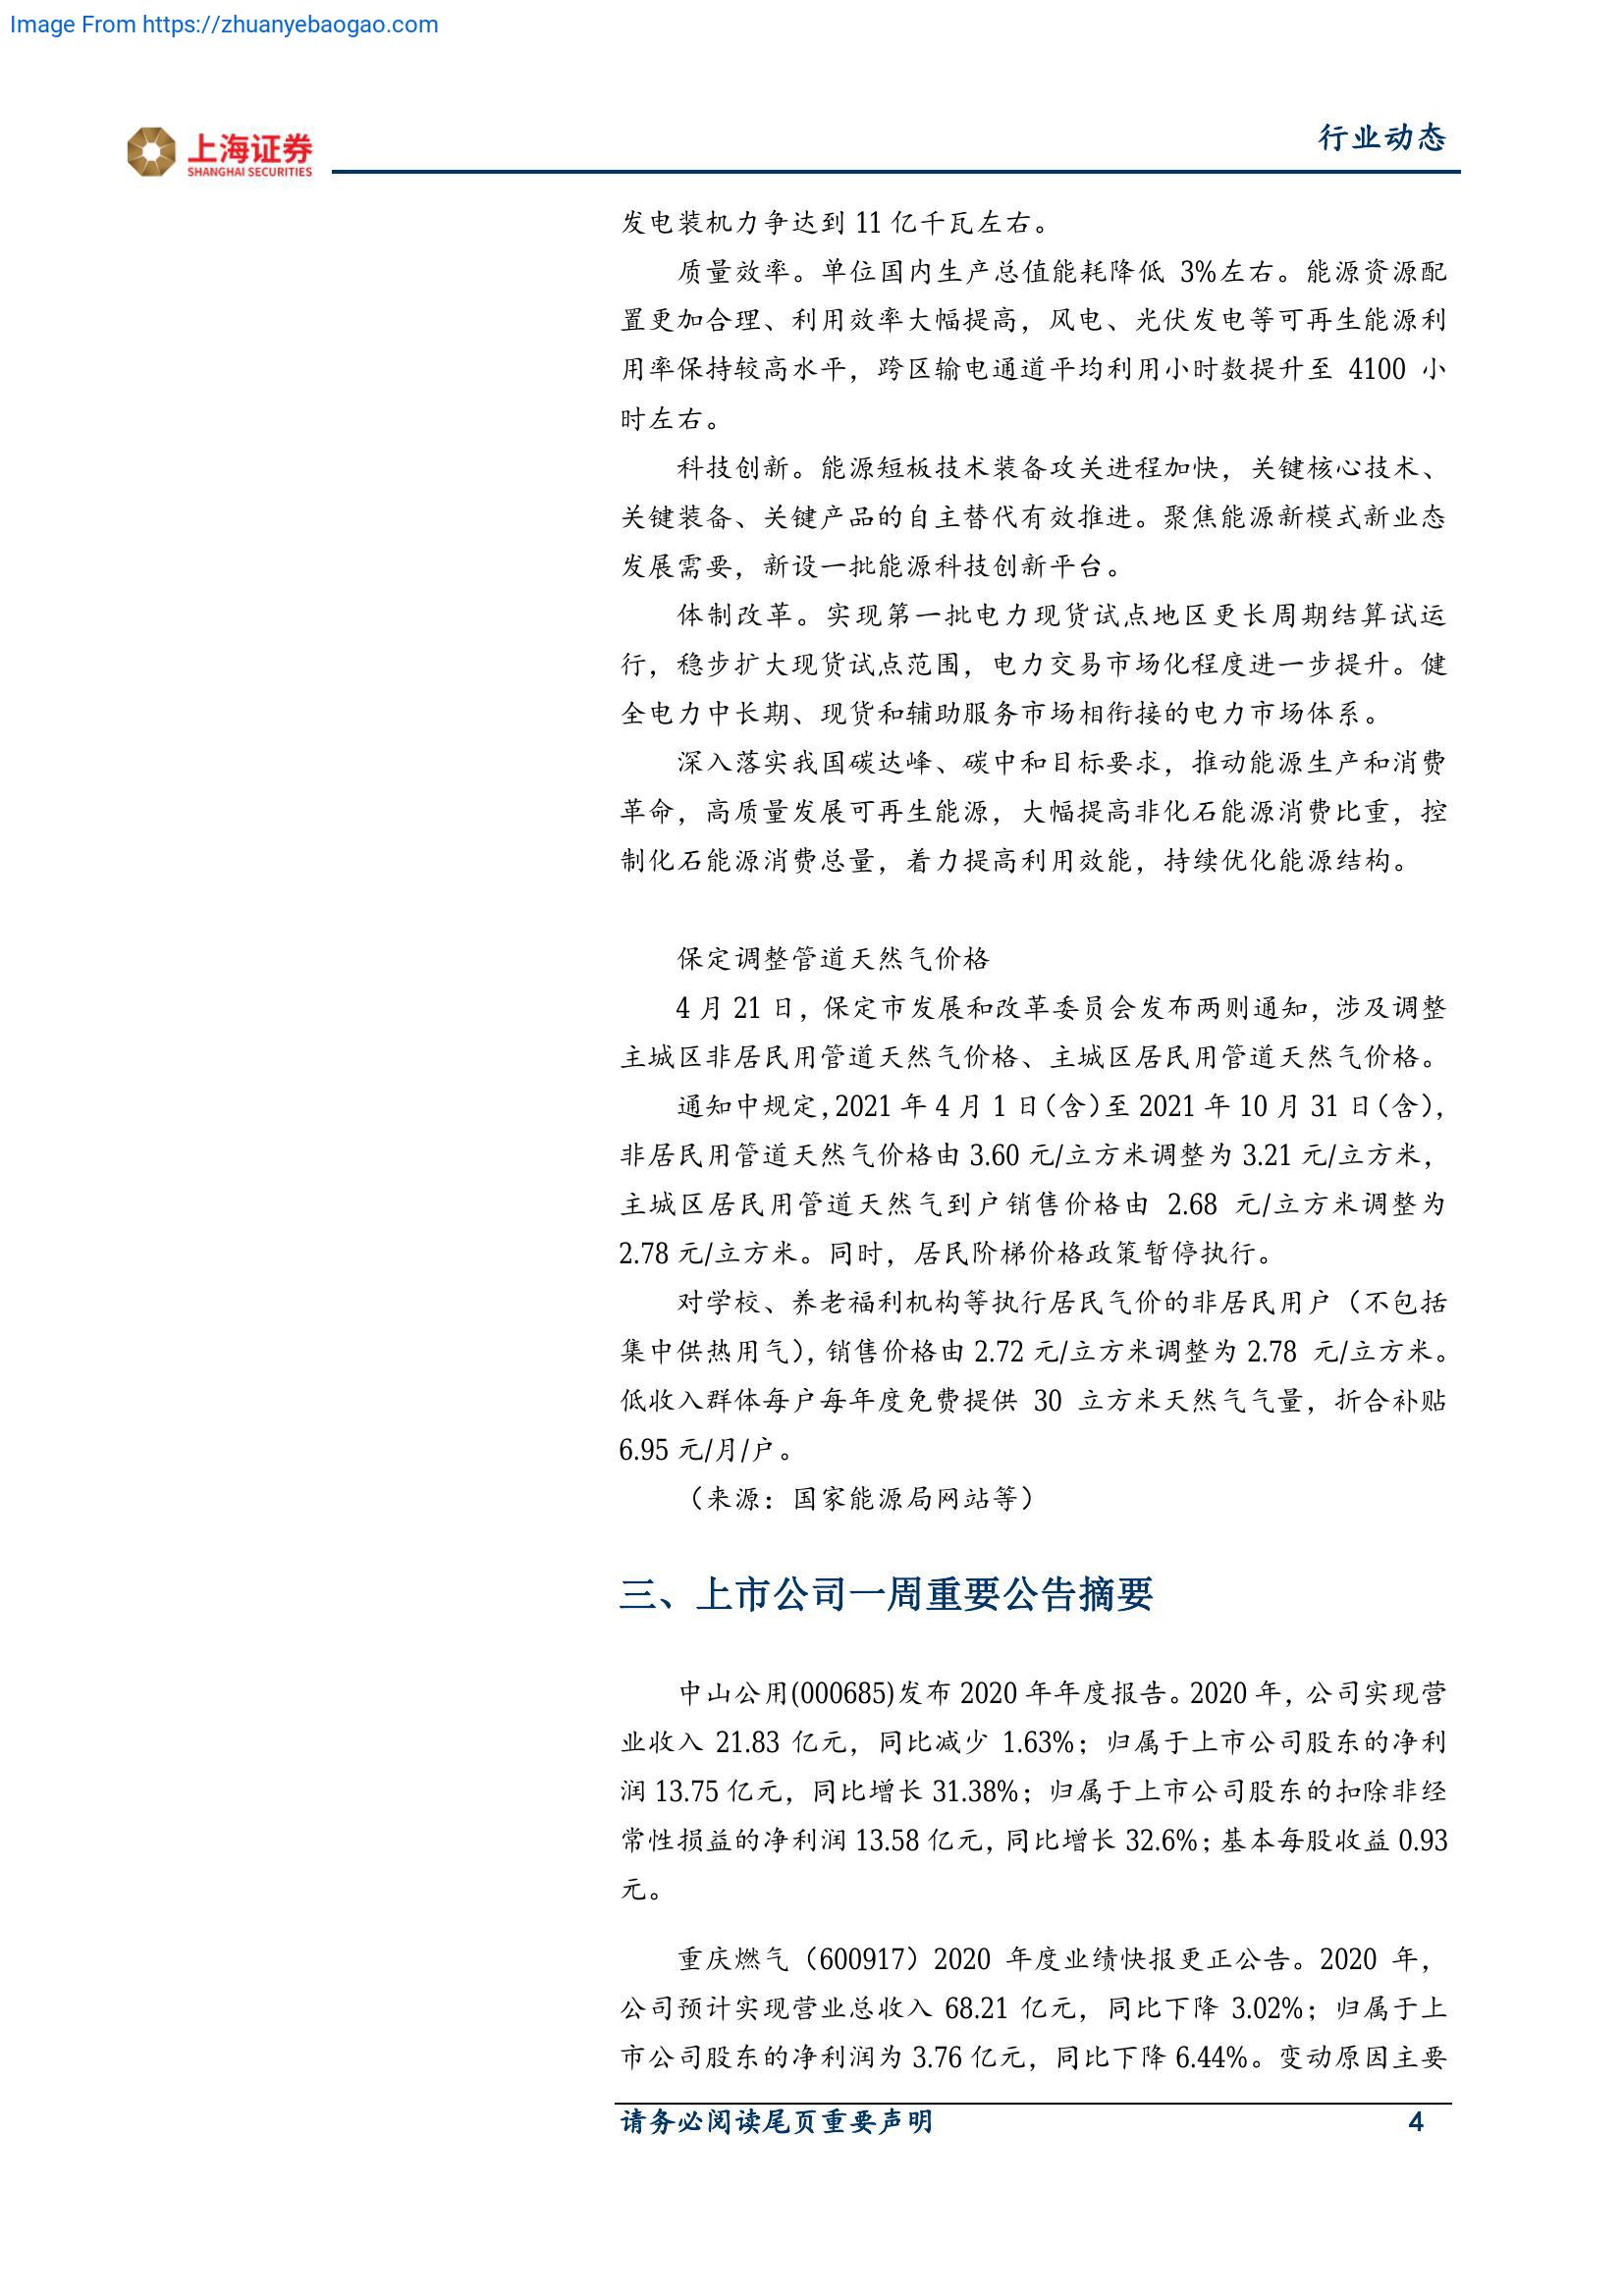 Image From https://zhuanyebaogao.com
上海证券
SHANGHAI SECURITIES
行业动态
发电装机力争达到 11 亿千瓦左右。
质量效率。单位国内生产总值能耗降低 3%左右。能源资源配
置更加合理、利用效率大幅提高，风电、光伏发电等可再生能源利
用率保持较高水平，跨区输电通道平均利用小时数提升至 4100 小
时左右。
科技创新。能源短板技术装备攻关进程加快，关键核心技术、
关键装备、关键产品的自主替代有效推进。聚焦能源新模式新业态
发展需要，新设一批能源科技创新平台。
体制改革。实现第一批电力现货试点地区更长周期结算试运
行，稳步扩大现货试点范围，电力交易市场化程度进一步提升。健
全电力中长期、现货和辅助服务市场相衔接的电力市场体系。
深入落实我国碳达峰、碳中和目标要求，推动能源生产和消费
革命，高质量发展可再生能源，大幅提高非化石能源消费比重，控
制化石能源消费总量，着力提高利用效能，持续优化能源结构。
保定调整管道天然气价格
4 月 21 日，保定市发展和改革委员会发布两则通知，涉及调整
主城区非居民用管道天然气价格、主城区居民用管道天然气价格。
通知中规定，2021 年 4 月 1 日（含）至 2021 年 10 月 31 日（含），
非居民用管道天然气价格由 3.60 元/立方米调整为 3.21 元/立方米，
主城区居民用管道天然气到户销售价格由 2.68 元/立方米调整为
2.78 元/立方米。同时，居民阶梯价格政策暂停执行。
对学校、养老福利机构等执行居民气价的非居民用户（不包括
集中供热用气），销售价格由 2.72 元/立方米调整为 2.78 元/立方米。
低收入群体每户每年度免费提供 30 立方米天然气气量，折合补贴
6.95 元/月/户。
（来源：国家能源局网站等）
三、上市公司一周重要公告摘要
中山公用(000685)发布 2020 年年度报告。2020 年，公司实现营
业收入 21.83 亿元，同比减少 1.63%；归属于上市公司股东的净利
润 13.75 亿元，同比增长 31.38%；归属于上市公司股东的扣除非经
常性损益的净利润 13.58 亿元，同比增长 32.6%；基本每股收益 0.93
元。
重庆燃气（600917）2020 年度业绩快报更正公告。2020 年，
公司预计实现营业总收入 68.21 亿元，同比下降 3.02%；归属于上
市公司股东的净利润为 3.76 亿元，同比下降 6.44%。变动原因主要
请务必阅读尾页重要声明
4